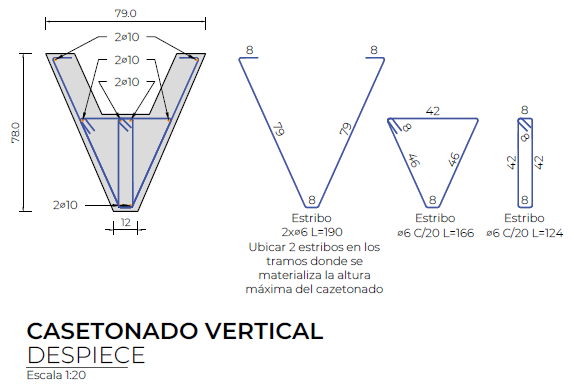 79.0
2ø10
2ø10
2ø10
78.0
2ø10
12
8
8
79
79
8
Estribo
2xø6 L=190
Ubicar 2 estribos en los
tramos donde se
materializa la altura
máxima del cazetonado
42
8
46
46
8
Estribo
ø6 C/20 L=166
8
8
42
42
8
Estribo
ø6 C/20 L=124
CASETONADO VERTICAL
DESPIECE
Escala 1:20